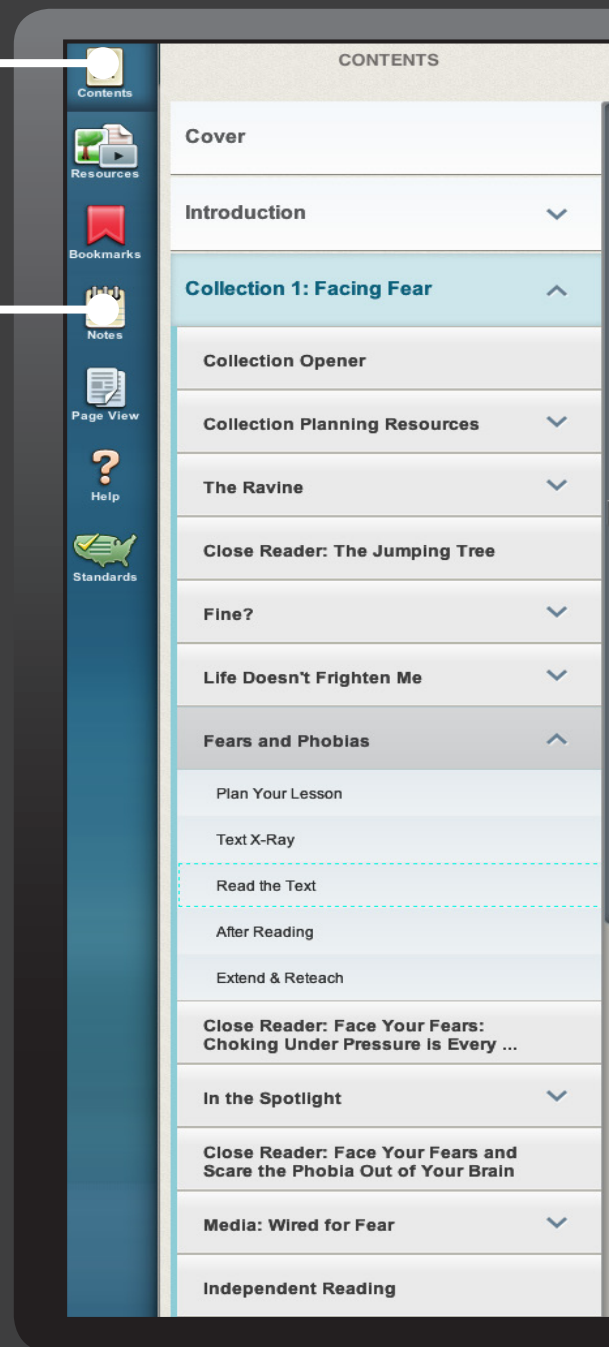 Contents
Resources
Bookmarks
Notes
Page View
Help
Standards
CONTENTS
Cover
Introduction
Collection 1: Facing Fear
Collection Opener
Collection Planning Resources
The Ravine
Close Reader: The Jumping Tree
Fine?
Life Doesn't Frighten Me
Fears and Phobias
Plan Your Lesson
Text X-Ray
Read the Text
After Reading
Extend & Reteach
Close Reader: Face Your Fears:
Choking Under Pressure is Every ...
In the Spotlight
Close Reader: Face Your Fears and
Scare the Phobia Out of Your Brain
Media: Wired for Fear
Independent Reading